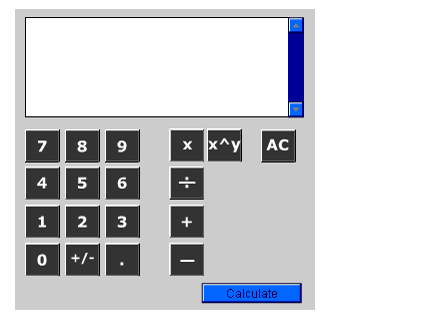 7 8 9 x x^y AC
4 5 6 ÷
1 2 3 +
0 +/- . —
Calculate